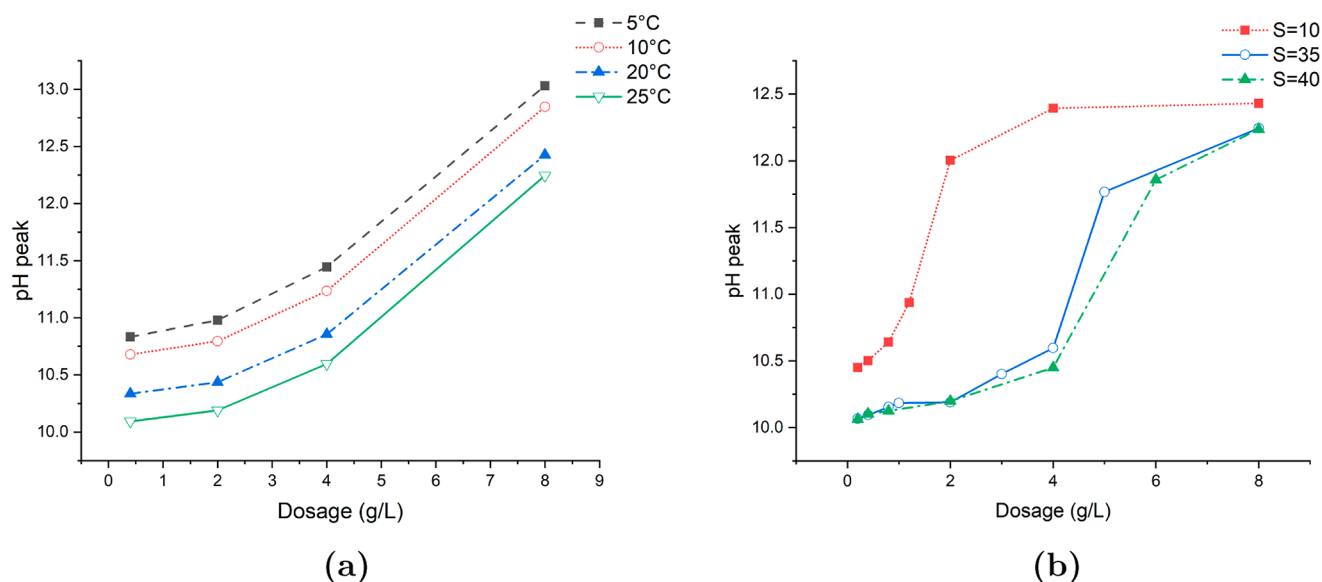 5°C
10°C
20°C
25°C
13.0
12.5
12.0
11.5
11.0
10.5
10.0
pH peak
0 1 2 3 4 5 6 7 8 9
Dosage (g/L)
(a)
S=10
S=35
S=40
12.5
12.0
11.5
11.0
10.5
10.0
pH peak
0 2 4 6 8
Dosage (g/L)
(b)